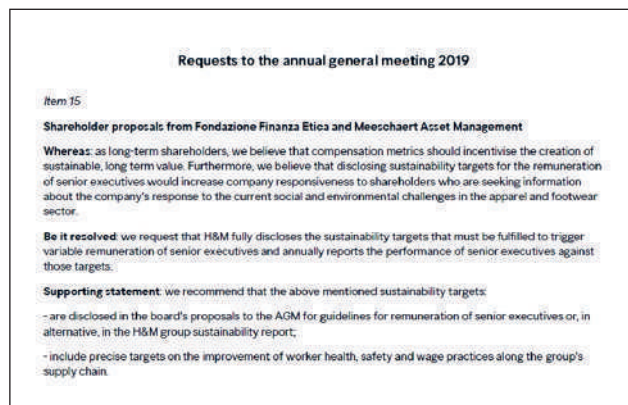 Requests to the annual general meeting 2019
Item 15
Shareholder proposals from Fondazione Finanza Etica and Meeschaert Asset Management
Whereas: as long-term shareholders, we believe that compensation metrics should incentivise the creation of
sustainable, long term value. Furthermore, we believe that disclosing sustainability targets for the remuneration
of senior executives would increase company responsiveness to shareholders who are seeking information
about the company's response to the current social and environmental challenges in the apparel and footwear
sector.
Be it resolved: we request that H&M fully discloses the sustainability targets that must be fulfilled to trigger
variable remuneration of senior executives and annually reports the performance of senior executives against
those targets.
Supporting statement: we recommend that the above mentioned sustainability targets:
- are disclosed in the board's proposals to the AGM for guidelines for remuneration of senior executives or, in
alternative, in the H&M group sustainability report;
- include precise targets on the improvement of worker health, safety and wage practices along the group's
supply chain.